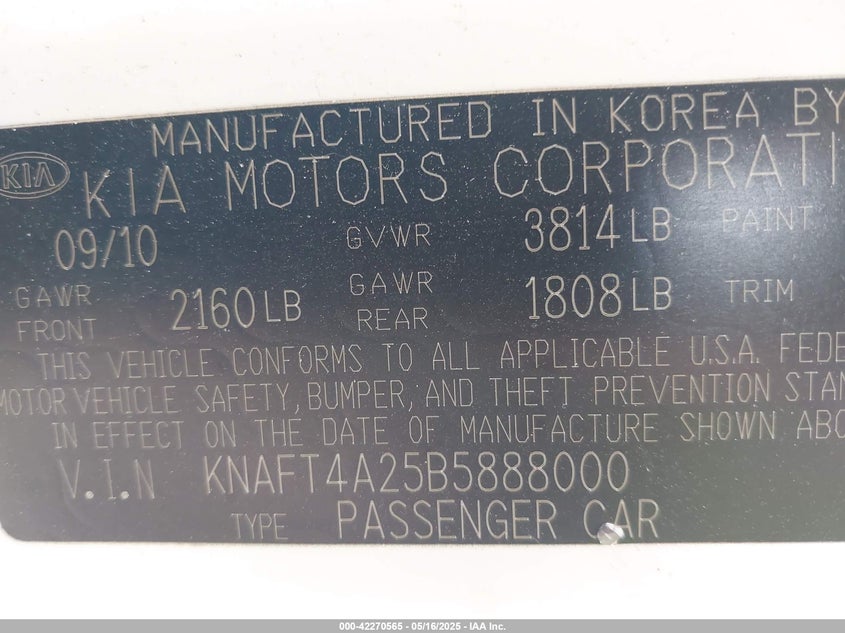 MANUFACTURED IN KOREA BY
KIA KIA MOTORS CORPORATI
09/10 GVWR 3814LB PAINT
GAWR FRONT 2160LB GAWR REAR 1808LB TRIM
THIS VEHICLE CONFORMS TO ALL APPLICABLE U.S.A. FEDE
MOTOR VEHICLE SAFETY, BUMPER, AND THEFT PREVENTION STAN
IN EFFECT ON THE DATE OF MANUFACTURE SHOWN ABO
V.I.N KNAFT4A25B5888000
TYPE PASSENGER CAR
000-42270565 - 05/16/2025 - IAA Inc.